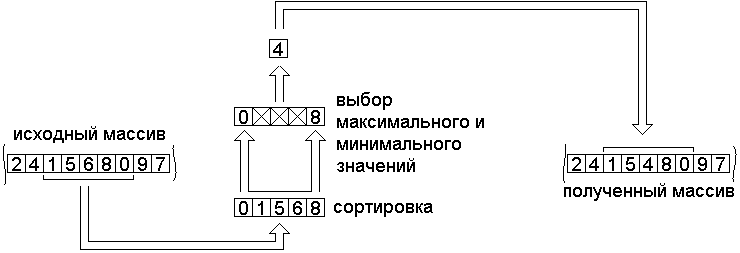 4
0 8
выбор
максимального и
минимального
значений
исходный массив
2 4 1 5 6 8 0 9 7
0 1 5 6 8
сортировка
2 4 1 5 4 8 0 9 7
полученный массив